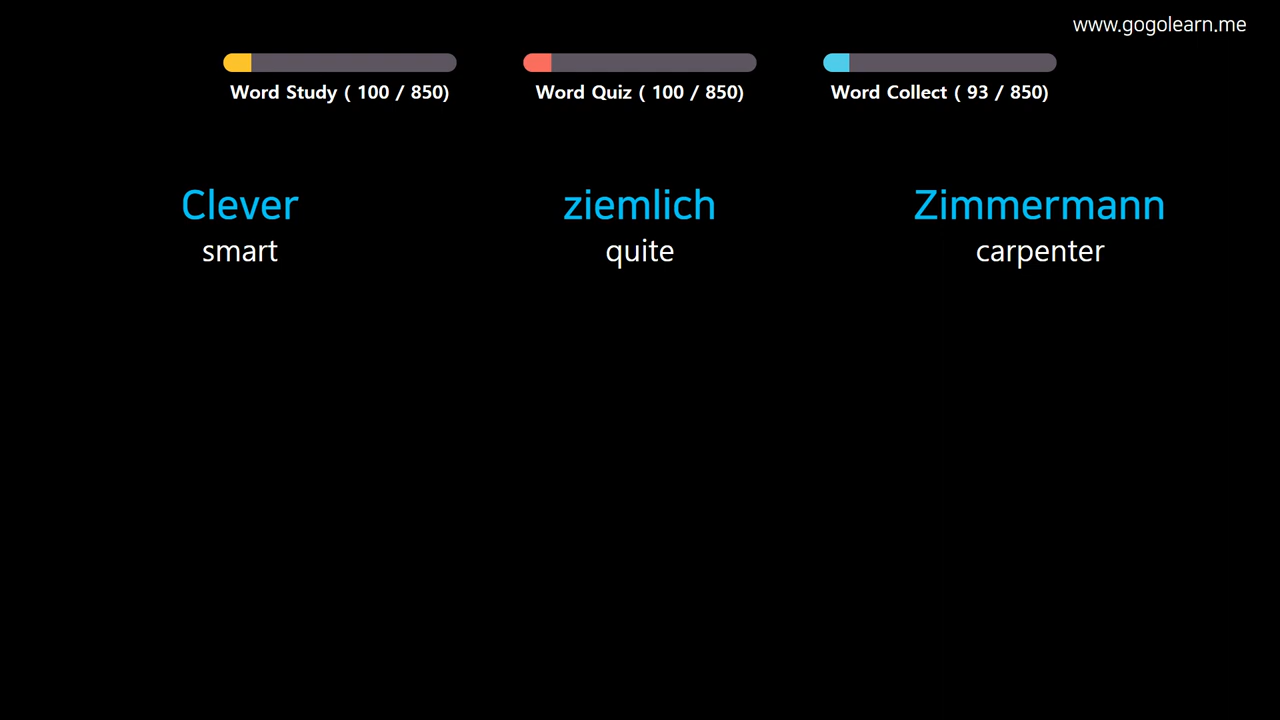 www.gogolearn.me
Word Study ( 100 / 850)
Word Quiz ( 100 / 850)
Word Collect ( 93 / 850)
Clever
smart
ziemlich
quite
Zimmermann
carpenter